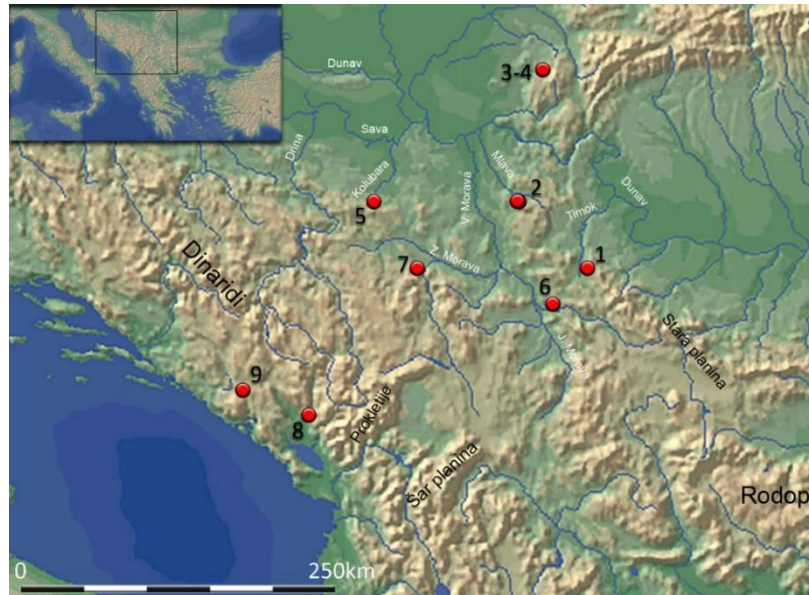 Dunav
3-4
Sava
Drina
Kolubara
V. Morava
Mlava
2
Dunav
5
Timok
Dinaridi
7
Z. Morava
1
6
J. Morava
Stara planina
9
8
Prokletije
Šar planina
Rodop
0
250km